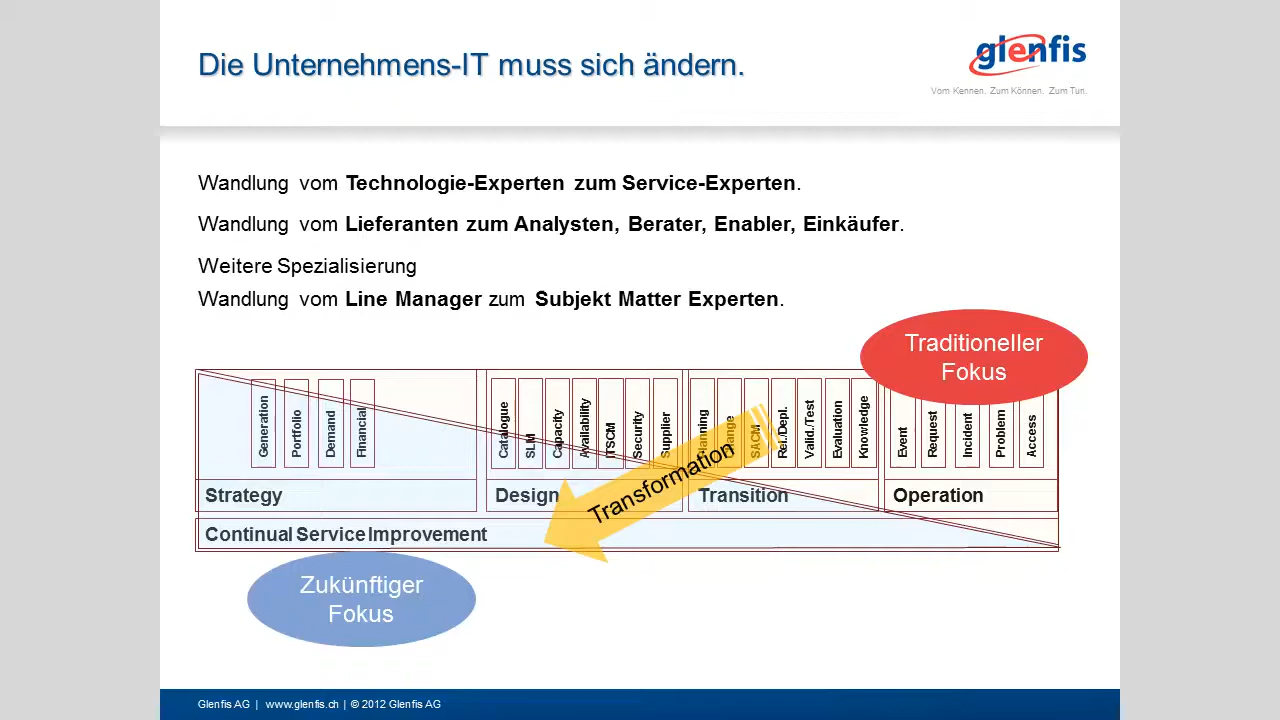 Die Unternehmens-IT muss sich ändern.
glenfis
Vom Kennen. Zum Können. Zum Tun.
Wandlung vom Technologie-Experten zum Service-Experten.
Wandlung vom Lieferanten zum Analysten, Berater, Enabler, Einkäufer.
Weitere Spezialisierung
Wandlung vom Line Manager zum Subjekt Matter Experten.
Traditioneller
Fokus
Generation
Portfolio
Demand
Financial
Catalogue
SLM
Capacity
Availability
ITSCM
Security
Supplier
Planning
Change
SACM
Rel./Depl.
Valid./Test
Evaluation
Knowledge
Event
Request
Incident
Problem
Access
Transformation
Strategy
Design
Transition
Operation
Continual Service Improvement
Zukünftiger
Fokus
Glenfis AG | www.glenfis.ch | © 2012 Glenfis AG